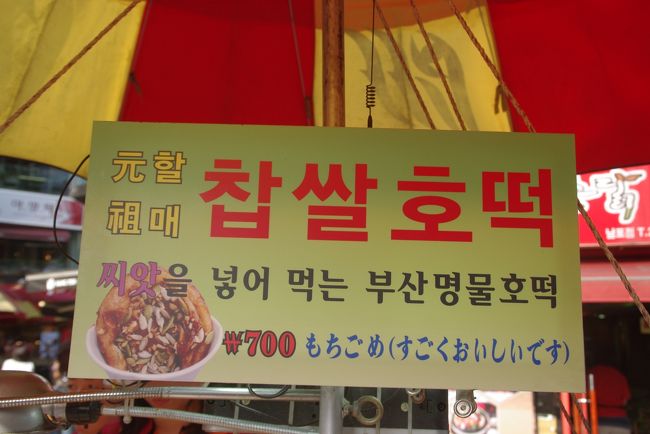 元할
祖매
찹쌀호떡
씨앗을 넣어 먹는 부산명물호떡
₩700 もちごめ(すごくおいしいです)